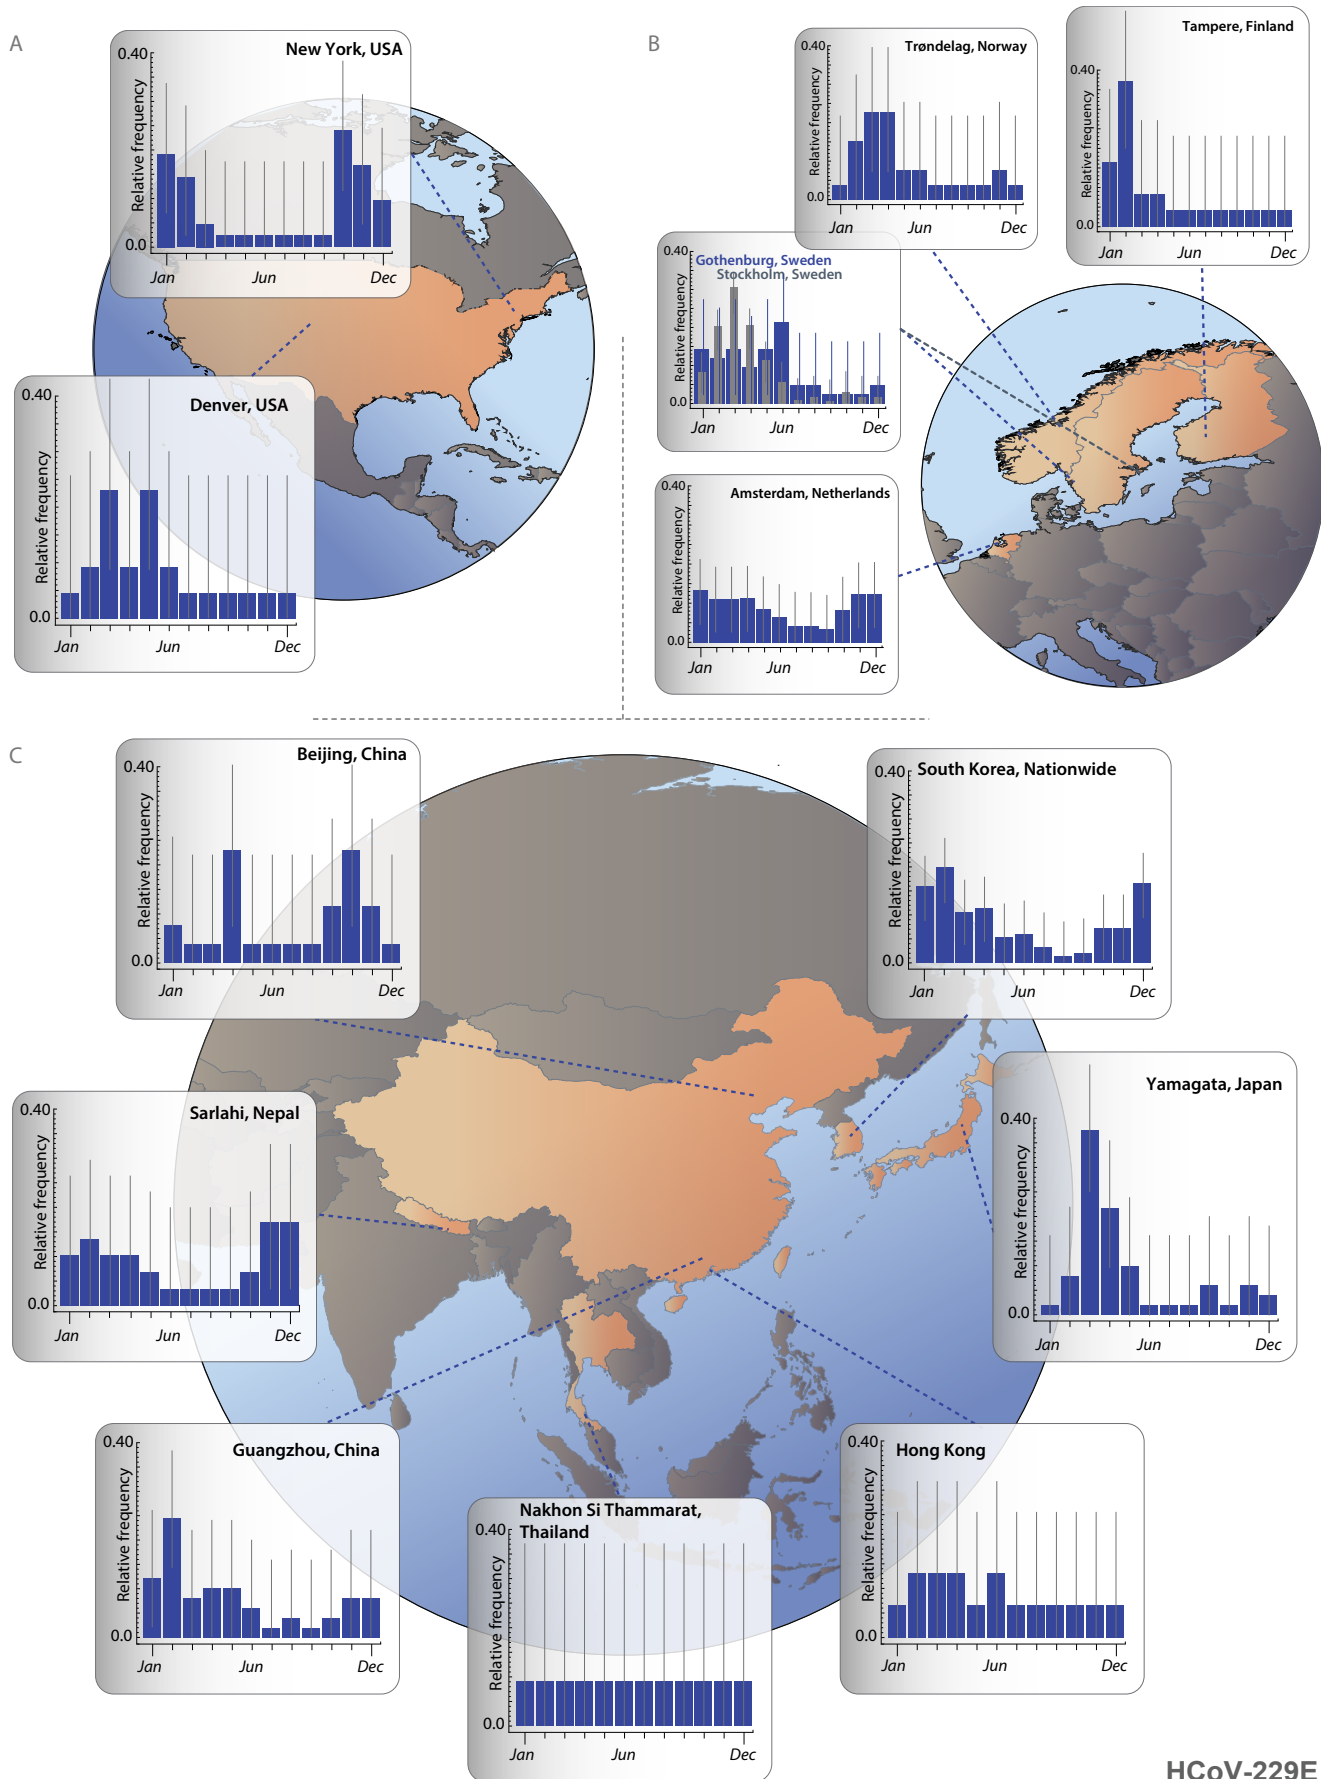 A
New York, USA
0.40
Relative frequency
0.0
Jan
Jun
Dec
Denver, USA
0.40
Relative frequency
0.0
Jan
Jun
Dec
B
Trøndelag, Norway
0.40
Relative frequency
0.0
Jan
Jun
Dec
Tampere, Finland
0.40
Relative frequency
0.0
Jan
Jun
Dec
Gothenburg, Sweden
Stockholm, Sweden
0.40
Relative frequency
0.0
Jan
Jun
Dec
Amsterdam, Netherlands
0.40
Relative frequency
0.0
Jan
Jun
Dec
C
Beijing, China
0.40
Relative frequency
0.0
Jan
Jun
Dec
South Korea, Nationwide
0.40
Relative frequency
0.0
Jan
Jun
Dec
Sarlahi, Nepal
0.40
Relative frequency
0.0
Jan
Jun
Dec
Yamagata, Japan
0.40
Relative frequency
0.0
Jan
Jun
Dec
Guangzhou, China
0.40
Relative frequency
0.0
Jan
Jun
Dec
Nakhon Si Thammarat,
Thailand
0.40
Relative frequency
0.0
Jan
Jun
Dec
Hong Kong
0.40
Relative frequency
0.0
Jan
Jun
Dec
HCoV-229E